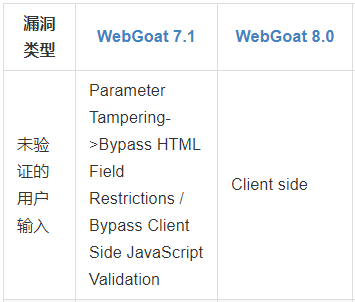 漏洞
类型
WebGoat 7.1
WebGoat 8.0
未验
证的
用户
输入
Parameter
Tampering-
>Bypass HTML
Field
Restrictions /
Bypass Client
Side JavaScript
Validation
Client side